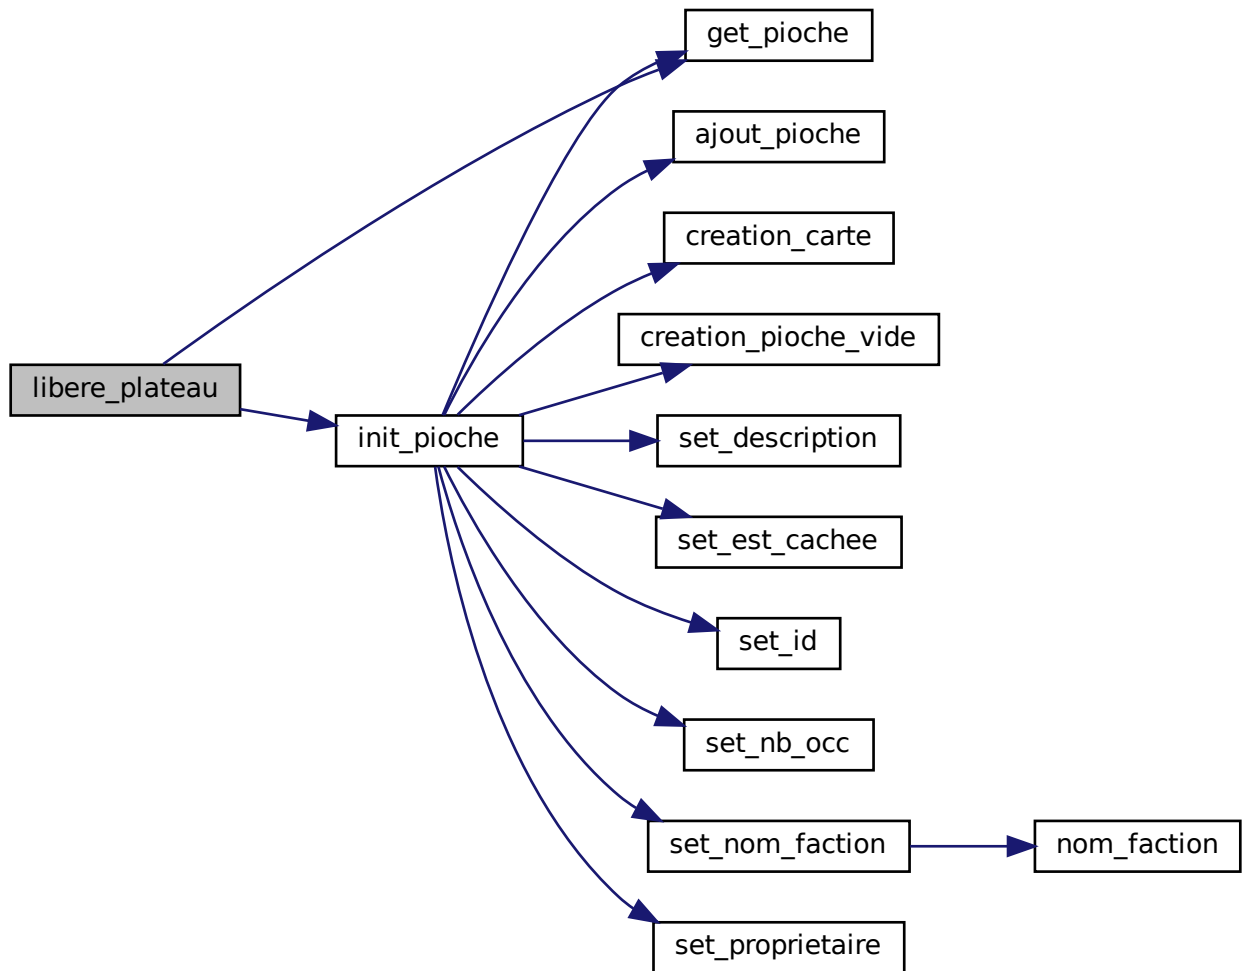 get_pioche
ajout_pioche
creation_carte
creation_pioche_vide
libere_plateau
init_pioche
set_description
set_est_cachee
set_id
set_nb_occ
set_nom_faction
nom_faction
set_proprietaire